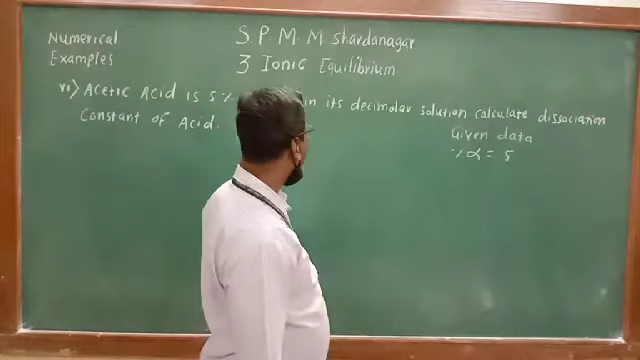 Numerical
Examples
S P M M Shardanagar
3 Ionic Equilibrium
vi) Acetic Acid is 5 % in its decimolar solution calculate dissociation
Constant of Acid.
Given data
% α = 5